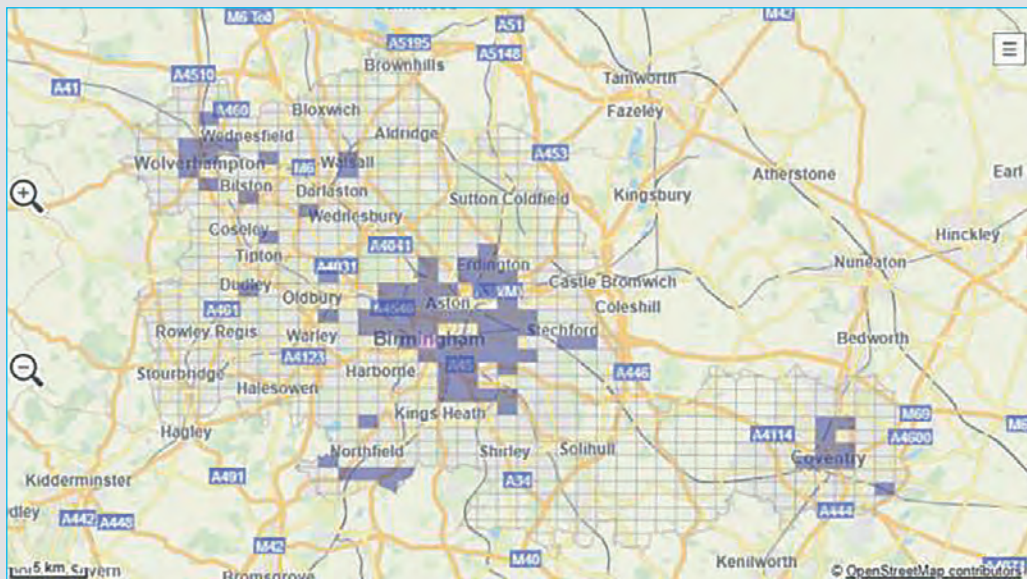 M6 Toll
A51
M42
A5195
A5148
Brownhills
Tamworth
A4510
A41
A460
Bloxwich
Fazeley
Wednesfield
Aldridge
Wolverhampton
M6
Walsall
A453
Atherstone
Earl
Bilston
Darlaston
Sutton Coldfield
Kingsbury
Wednesbury
Coseley
A4041
Hinckley
Tipton
A4031
Erdington
Nuneaton
Dudley
Oldbury
Castle Bromwich
A461
A4540
Aston
Coleshill
Rowley Regis
Warley
Birmingham
Stechford
Bedworth
A4123
A45
Stourbridge
Harborne
A446
Halesowen
Kings Heath
M69
Hagley
A4114
A4600
Northfield
Shirley
Solihull
Coventry
A491
A34
Kidderminster
A444
A442
A448
M42
M40
Kenilworth
5 km
Bromsgrove
© OpenStreetMap contributors